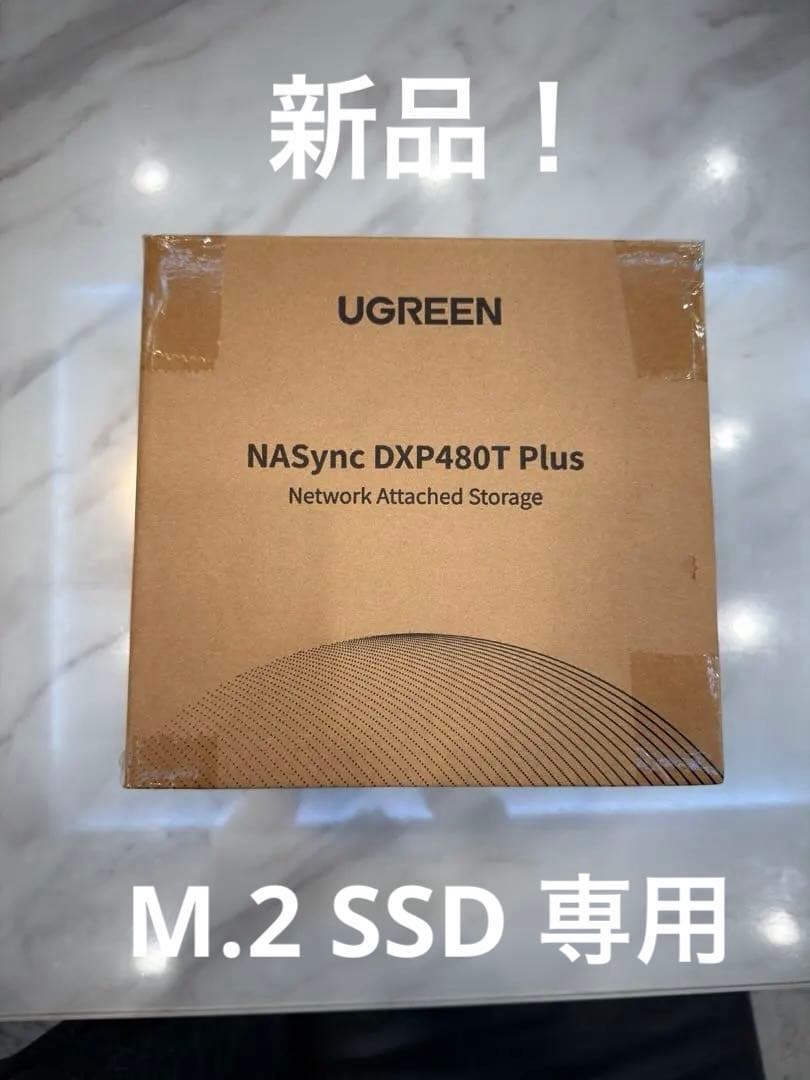 新品！
UGREEN
NASync DXP480T Plus
Network Attached Storage
M.2 SSD 専用